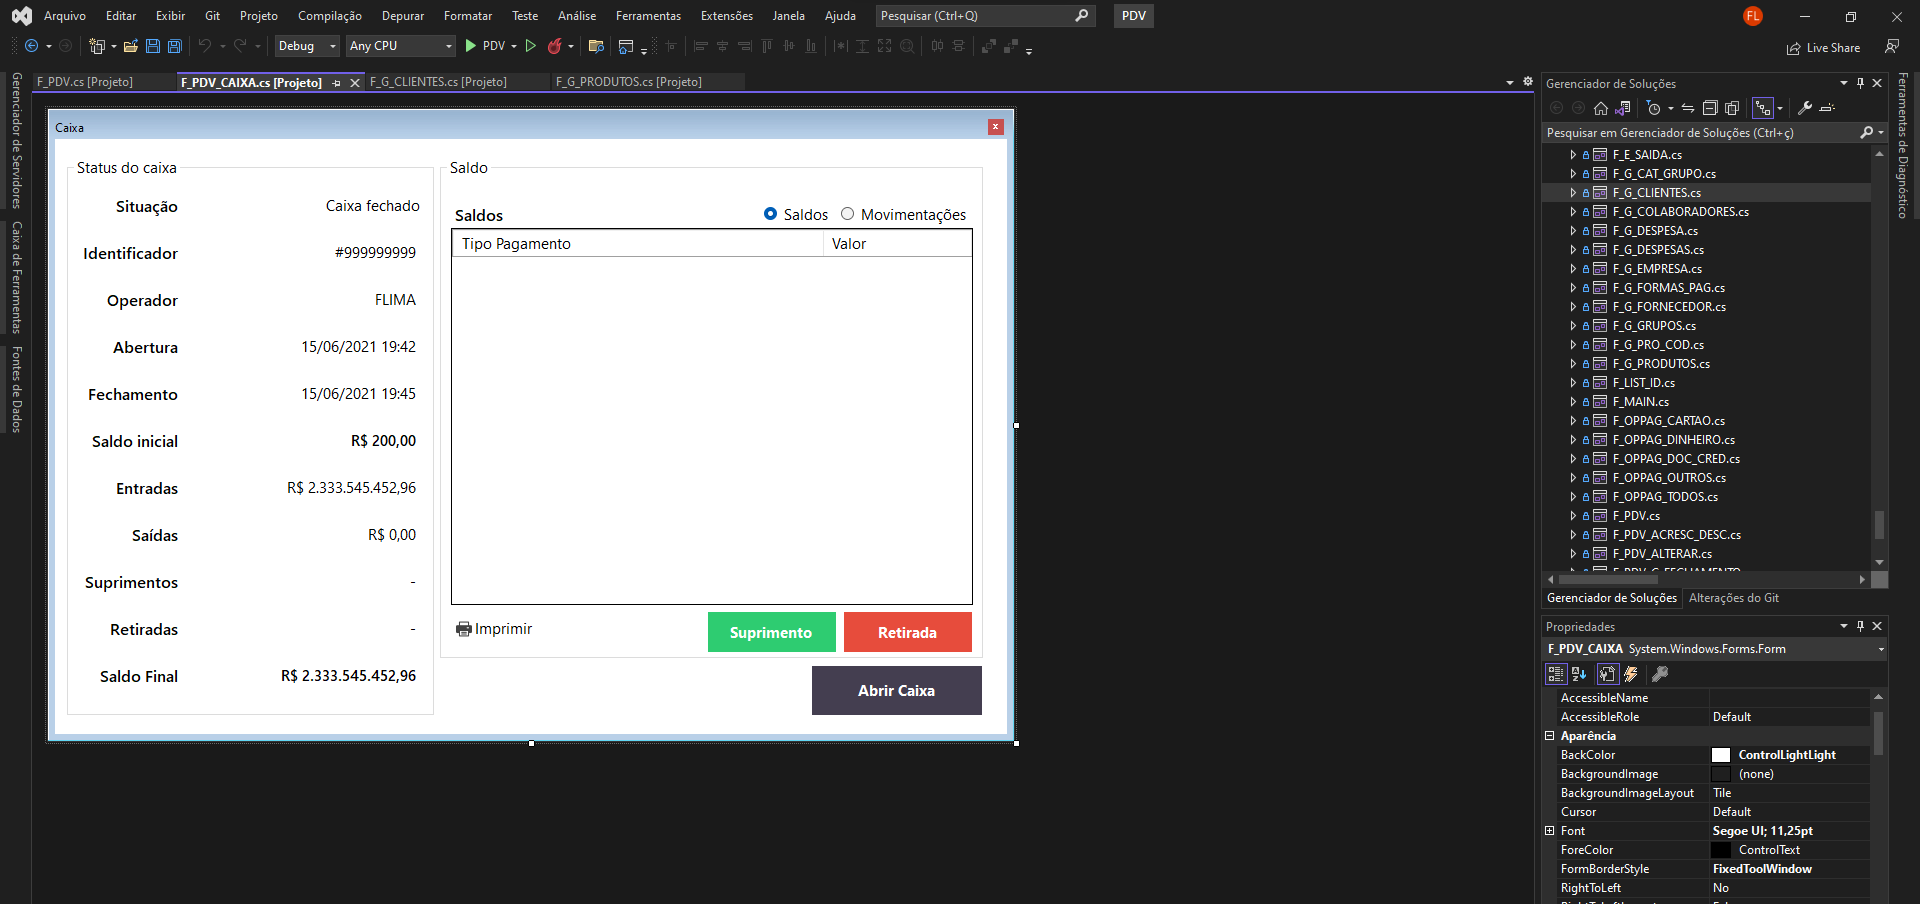 Arquivo Editar Exibir Git Projeto Compilação Depurar Formatar Teste Análise Ferramentas Extensões Janela Ajuda Pesquisar (Ctrl+Q) PDV FL
Debug Any CPU PDV Live Share
Gerenciador de Servidores
Caixa de Ferramentas
Fontes de Dados
F_PDV.cs [Projeto] F_PDV_CAIXA.cs [Projeto] F_G_CLIENTES.cs [Projeto] F_G_PRODUTOS.cs [Projeto]
Caixa
Status do caixa
Situação Caixa fechado
Identificador #999999999
Operador FLIMA
Abertura 15/06/2021 19:42
Fechamento 15/06/2021 19:45
Saldo inicial R$ 200,00
Entradas R$ 2.333.545.452,96
Saídas R$ 0,00
Suprimentos -
Retiradas -
Saldo Final R$ 2.333.545.452,96
Saldo
Saldos Saldos Movimentações
Tipo Pagamento Valor
Imprimir Suprimento Retirada
Abrir Caixa
Gerenciador de Soluções
Pesquisar em Gerenciador de Soluções (Ctrl+ç)
F_E_SAIDA.cs
F_G_CAT_GRUPO.cs
F_G_CLIENTES.cs
F_G_COLABORADORES.cs
F_G_DESPESA.cs
F_G_DESPESAS.cs
F_G_EMPRESA.cs
F_G_FORMAS_PAG.cs
F_G_FORNECEDOR.cs
F_G_GRUPOS.cs
F_G_PRO_COD.cs
F_G_PRODUTOS.cs
F_LIST_ID.cs
F_MAIN.cs
F_OPPAG_CARTAO.cs
F_OPPAG_DINHEIRO.cs
F_OPPAG_DOC_CRED.cs
F_OPPAG_OUTROS.cs
F_OPPAG_TODOS.cs
F_PDV.cs
F_PDV_ACRESC_DESC.cs
F_PDV_ALTERAR.cs
Gerenciador de Soluções Alterações do Git
Propriedades
F_PDV_CAIXA System.Windows.Forms.Form
AccessibleName
AccessibleRole Default
Aparência
BackColor ControlLightLight
BackgroundImage (none)
BackgroundImageLayout Tile
Cursor Default
Font Segoe UI; 11,25pt
ForeColor ControlText
FormBorderStyle FixedToolWindow
RightToLeft No
Ferramentas de Diagnóstico